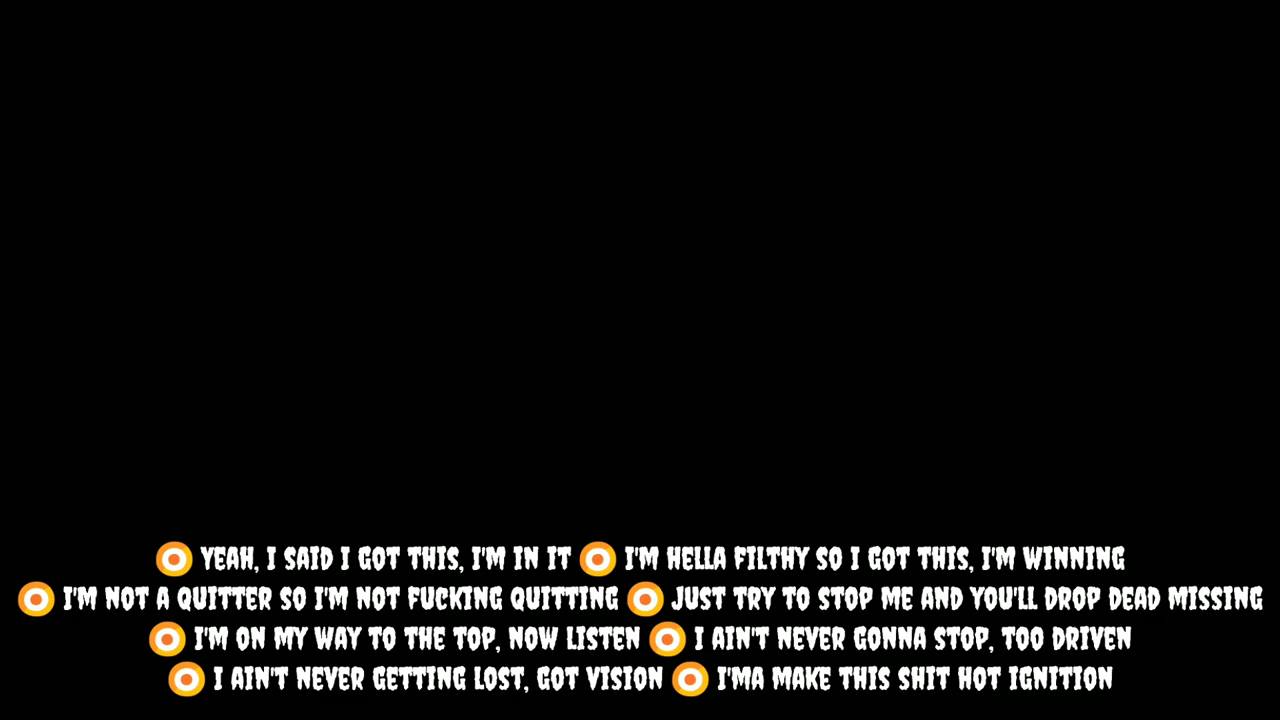 YEAH, I SAID I GOT THIS, I'M IN IT I'M HELLA FILTHY SO I GOT THIS, I'M WINNING
I'M NOT A QUITTER SO I'M NOT FUCKING QUITTING JUST TRY TO STOP ME AND YOU'LL DROP DEAD MISSING
I'M ON MY WAY TO THE TOP, NOW LISTEN I AIN'T NEVER GONNA STOP, TOO DRIVEN
I AIN'T NEVER GETTING LOST, GOT VISION I'MA MAKE THIS SHIT HOT IGNITION